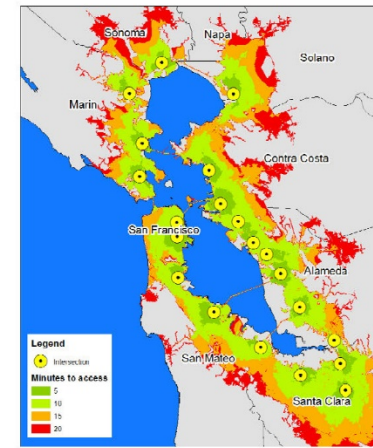 Sonoma
Napa
Solano
Marin
Contra Costa
San Francisco
Alameda
San Mateo
Santa Clara
Legend
Intersection
Minutes to access
5
10
15
20